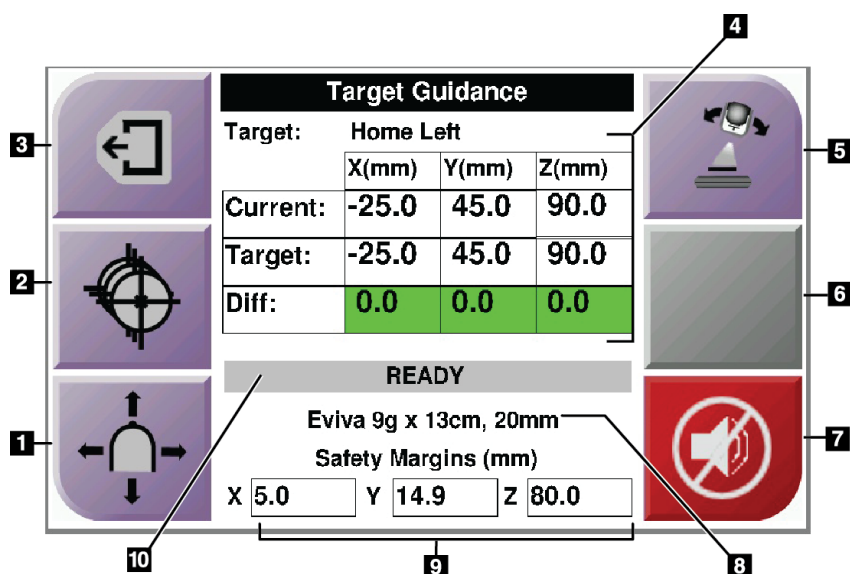 4
Target Guidance
3
Target: Home Left
5
X(mm) Y(mm) Z(mm)
Current: -25.0 45.0 90.0
Target: -25.0 45.0 90.0
2
6
Diff: 0.0 0.0 0.0
READY
Eviva 9g x 13cm, 20mm
1
7
Safety Margins (mm)
X 5.0 Y 14.9 Z 80.0
10
9
8